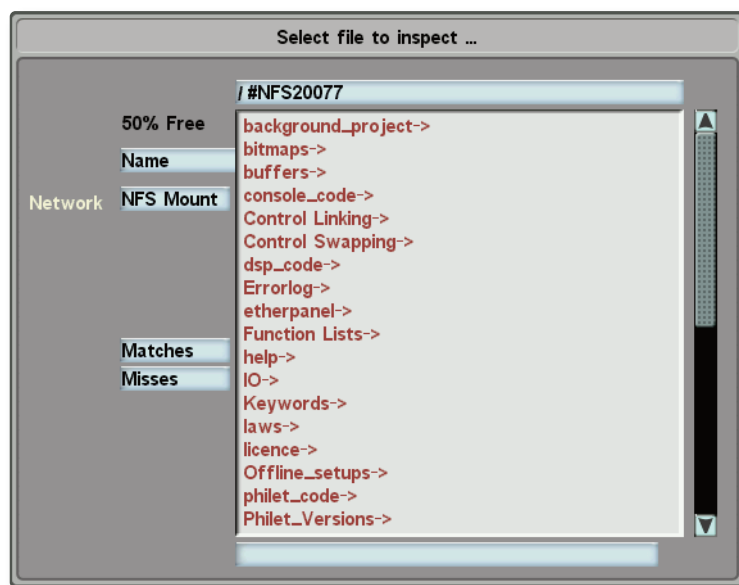 Select file to inspect ...
/ #NFS20077
50% Free
Name
Network
NFS Mount
Matches
Misses
background_project->
bitmaps->
buffers->
console_code->
Control Linking->
Control Swapping->
dsp_code->
Errorlog->
etherpanel->
Function Lists->
help->
IO->
Keywords->
laws->
licence->
Offline_setups->
philet_code->
Philet_Versions->